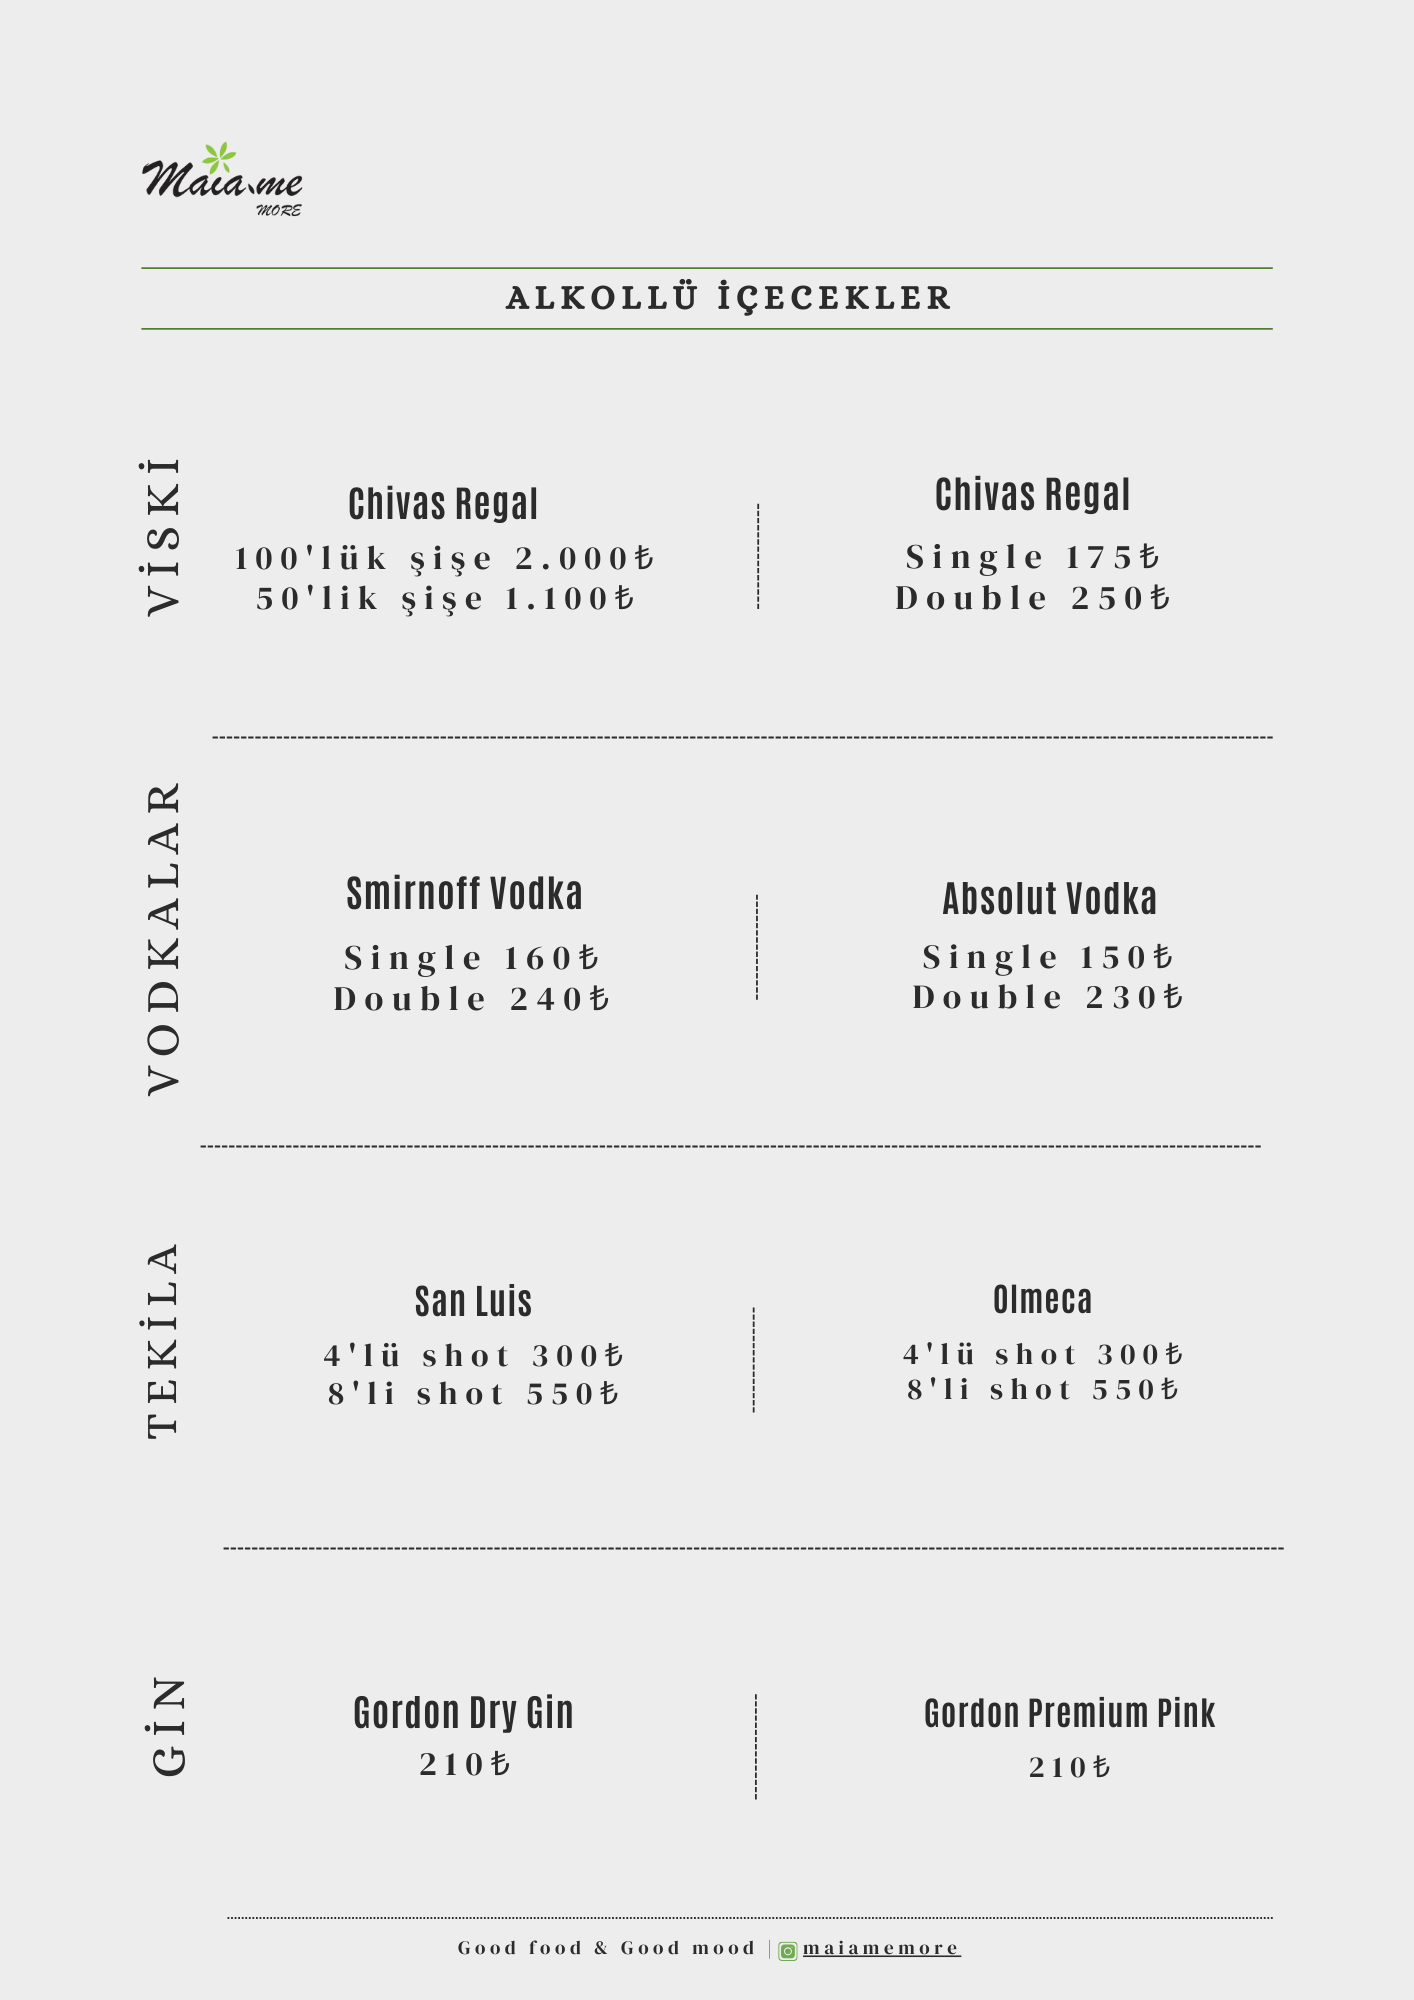 Maia.me
MORE
ALKOLLÜ İÇECEKLER
VİSKİ
Chivas Regal
100'lük şişe 2.000₺
50'lik şişe 1.100₺
Chivas Regal
Single 175₺
Double 250₺
VODKALAR
Smirnoff Vodka
Single 160₺
Double 240₺
Absolut Vodka
Single 150₺
Double 230₺
TEKİLA
San Luis
4'lü shot 300₺
8'li shot 550₺
Olmeca
4'lü shot 300₺
8'li shot 550₺
GİN
Gordon Dry Gin
210₺
Gordon Premium Pink
210₺
Good food & Good mood | maiamemore